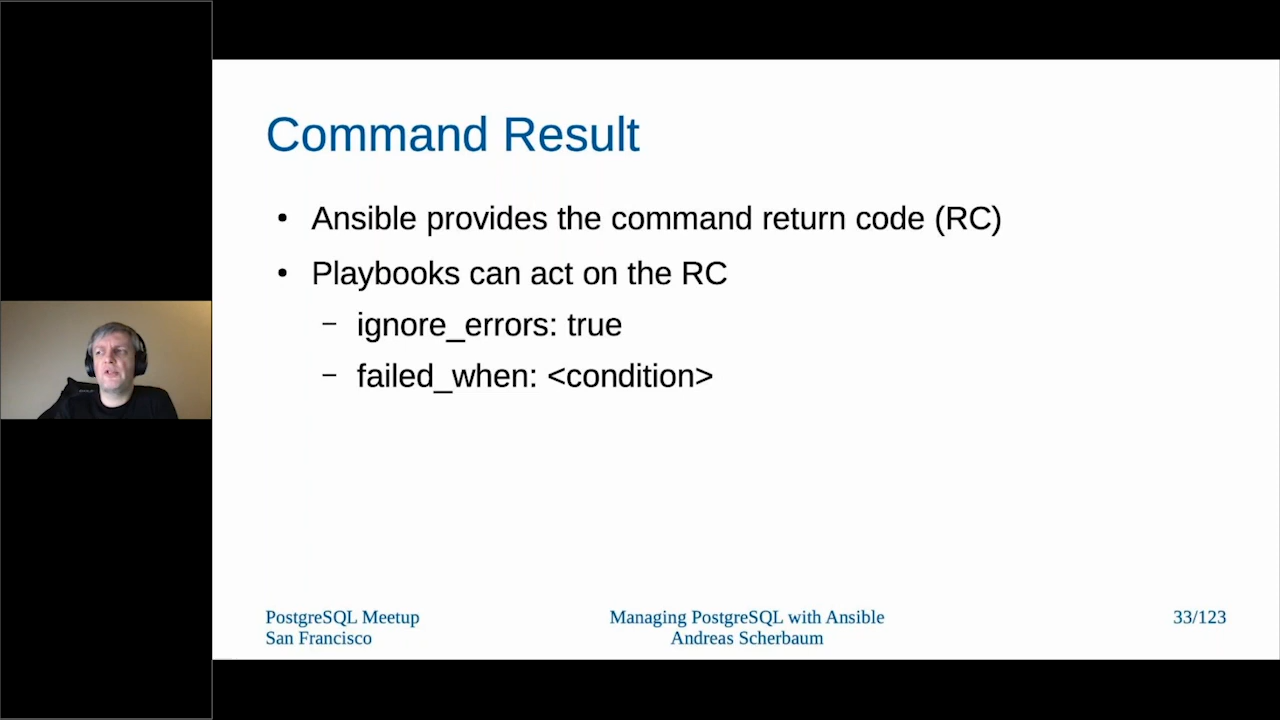 Command Result
• Ansible provides the command return code (RC)
• Playbooks can act on the RC
– ignore_errors: true
– failed_when: <condition>
PostgreSQL Meetup
San Francisco
Managing PostgreSQL with Ansible
Andreas Scherbaum
33/123